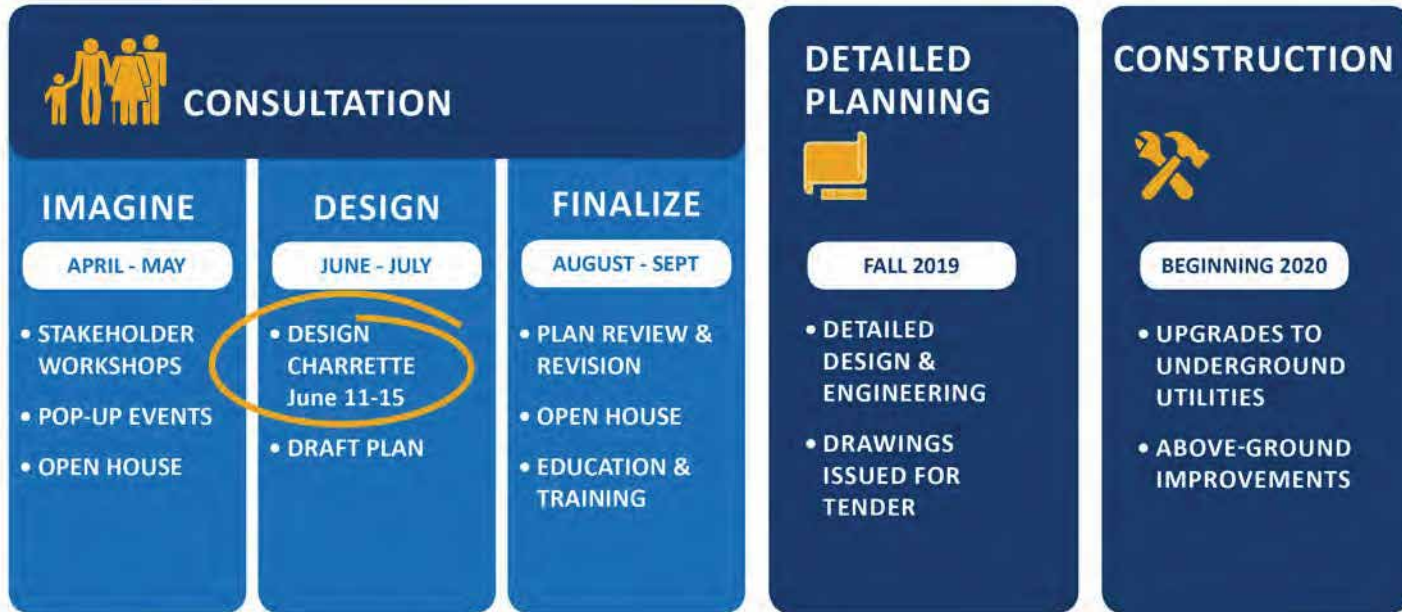 CONSULTATION
IMAGINE
APRIL - MAY
• STAKEHOLDER
WORKSHOPS
• POP-UP EVENTS
• OPEN HOUSE
DESIGN
JUNE - JULY
• DESIGN
CHARRETTE
June 11-15
• DRAFT PLAN
FINALIZE
AUGUST - SEPT
• PLAN REVIEW &
REVISION
• OPEN HOUSE
• EDUCATION &
TRAINING
DETAILED
PLANNING
FALL 2019
• DETAILED
DESIGN &
ENGINEERING
• DRAWINGS
ISSUED FOR
TENDER
CONSTRUCTION
BEGINNING 2020
• UPGRADES TO
UNDERGROUND
UTILITIES
• ABOVE-GROUND
IMPROVEMENTS